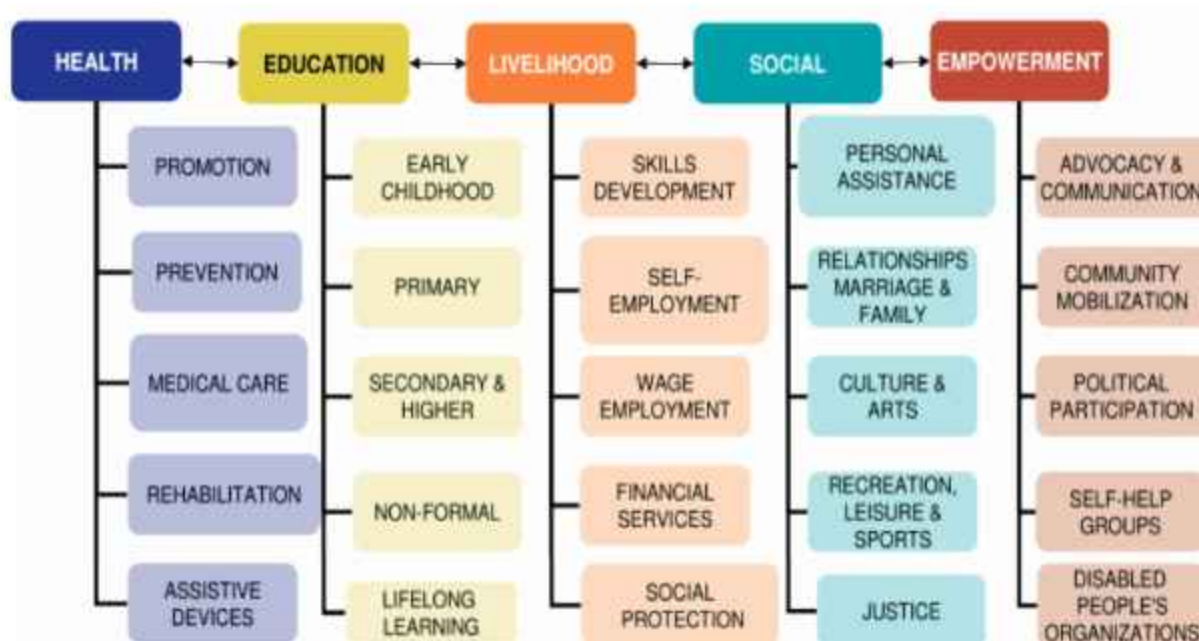 HEALTH
EDUCATION
LIVELIHOOD
SOCIAL
EMPOWERMENT
PROMOTION
PREVENTION
MEDICAL CARE
REHABILITATION
ASSISTIVE
DEVICES
EARLY
CHILDHOOD
PRIMARY
SECONDARY &
HIGHER
NON-FORMAL
LIFELONG
LEARNING
SKILLS
DEVELOPMENT
SELF-
EMPLOYMENT
WAGE
EMPLOYMENT
FINANCIAL
SERVICES
SOCIAL
PROTECTION
PERSONAL
ASSISTANCE
RELATIONSHIPS
MARRIAGE &
FAMILY
CULTURE &
ARTS
RECREATION,
LEISURE &
SPORTS
JUSTICE
ADVOCACY &
COMMUNICATION
COMMUNITY
MOBILIZATION
POLITICAL
PARTICIPATION
SELF-HELP
GROUPS
DISABLED
PEOPLE'S
ORGANIZATIONS